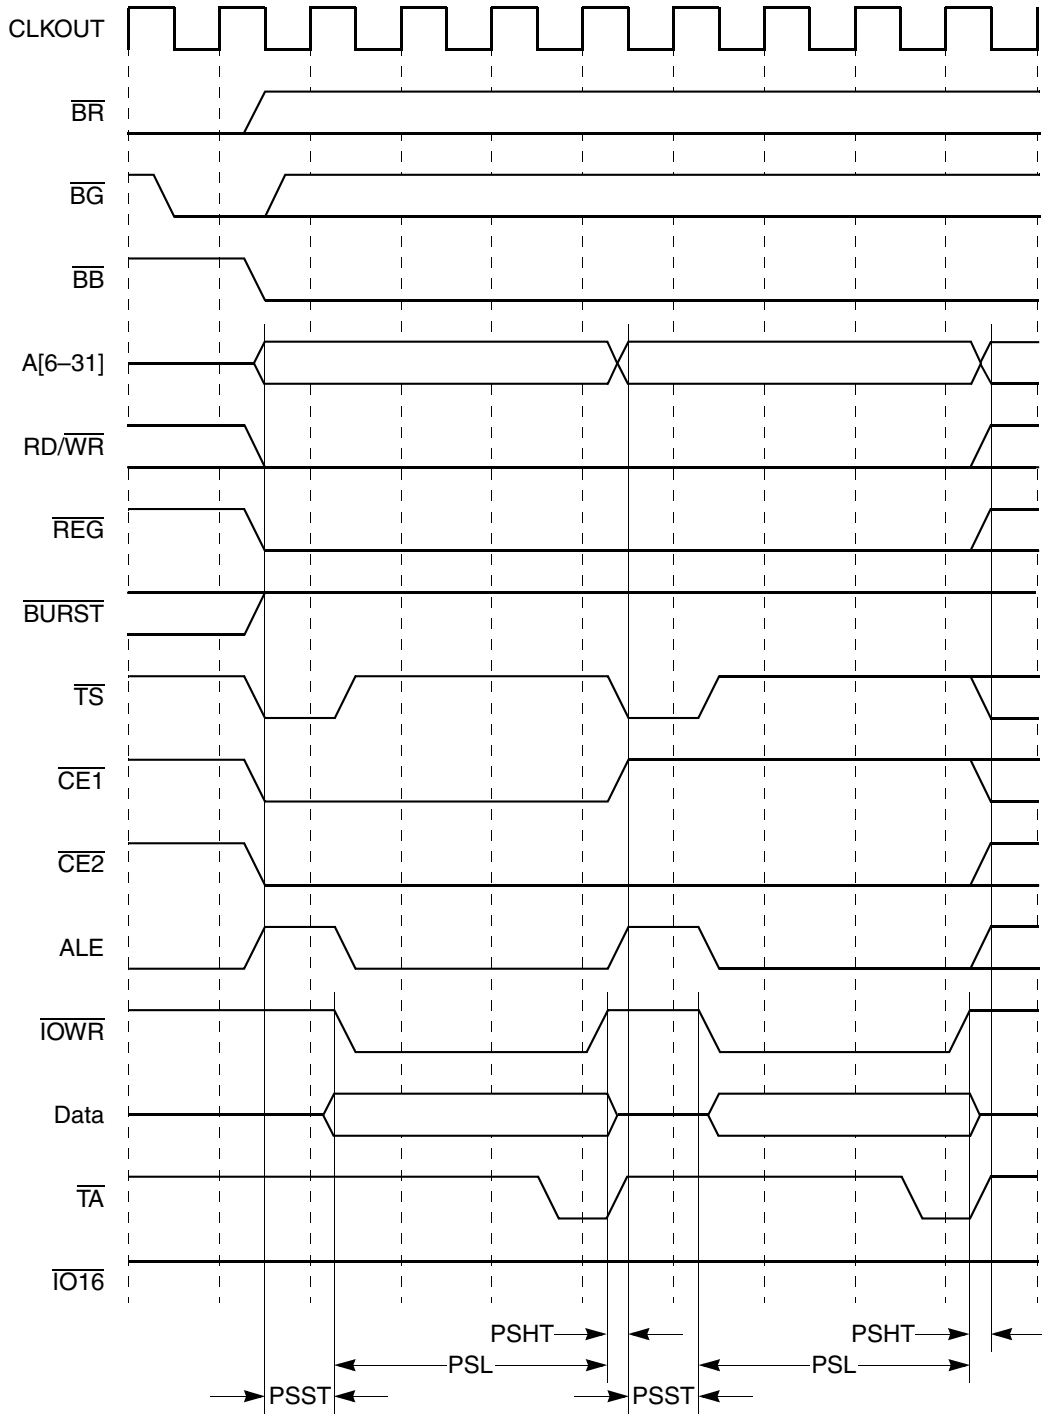 CLKOUT
BR
BG
BB
A[6–31]
RD/WR
REG
BURST
TS
CE1
CE2
ALE
IOWR
Data
TA
IO16
PSHT PSHT
PSL PSL
PSST PSST